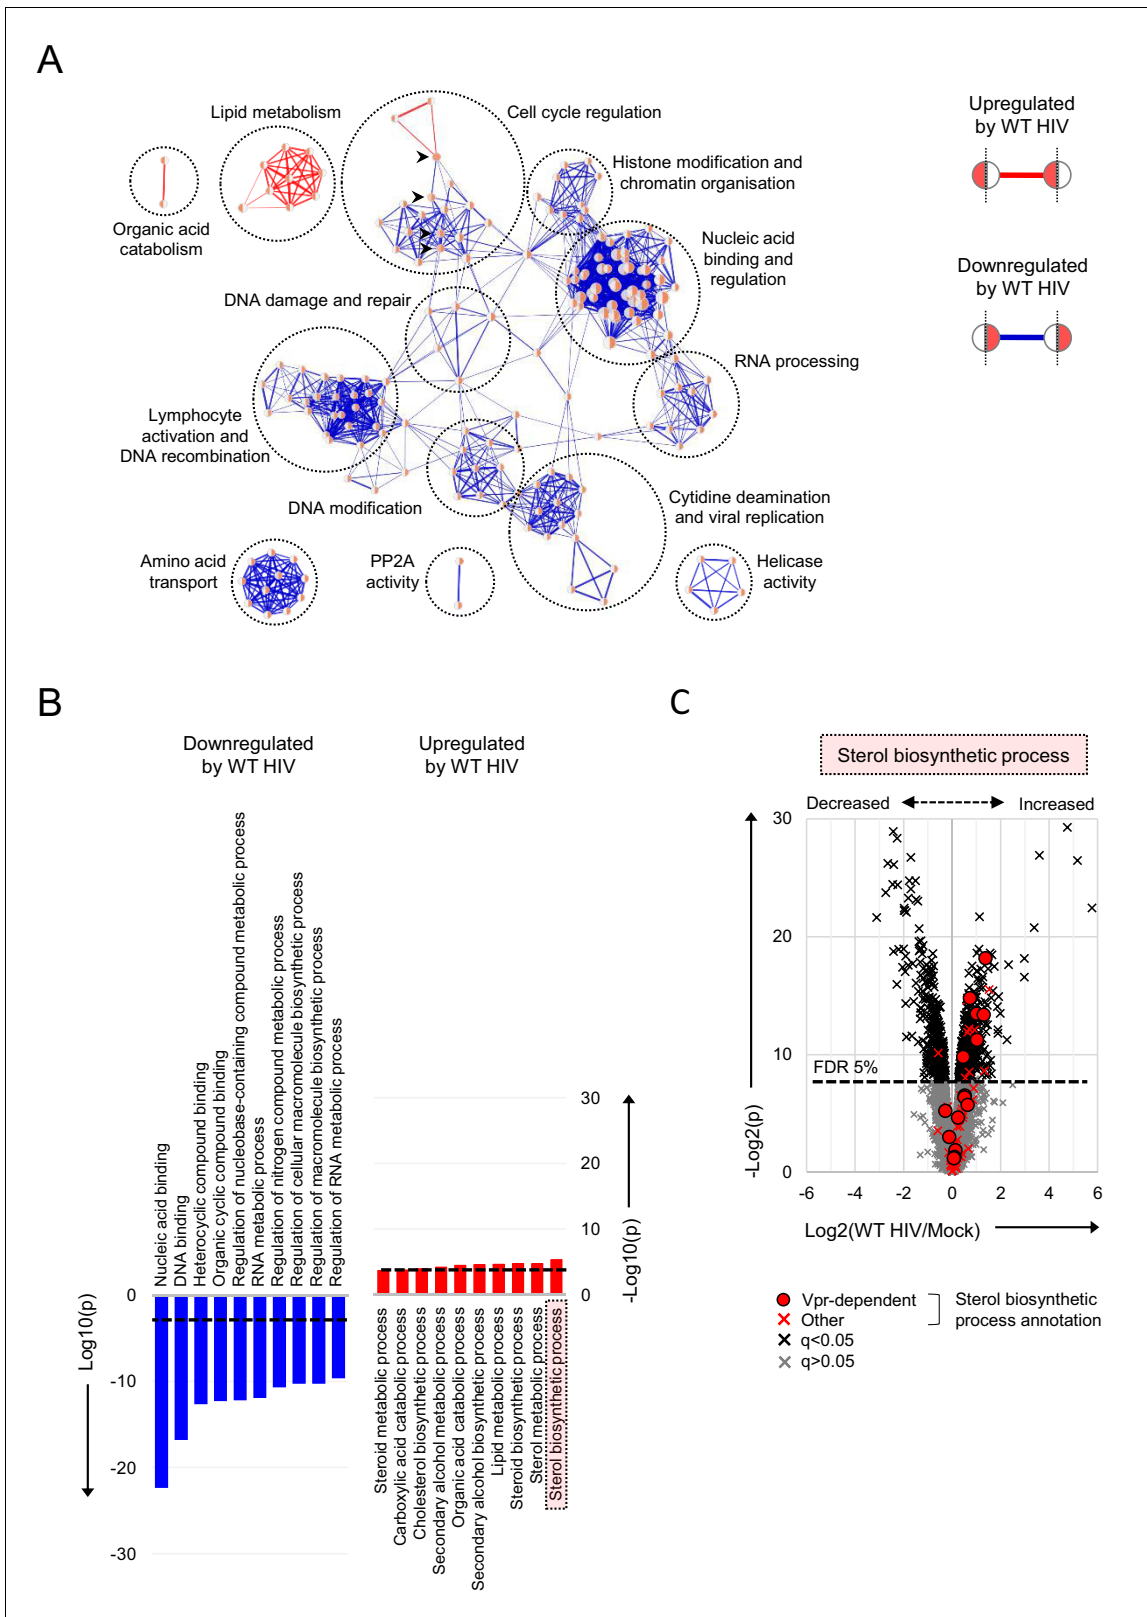 A
Lipid metabolism
Cell cycle regulation
Upregulated
by WT HIV
Histone modification and
chromatin organisation
Organic acid
catabolism
Nucleic acid
binding and
regulation
Downregulated
by WT HIV
DNA damage and repair
RNA processing
Lymphocyte
activation and
DNA recombination
DNA modification
Cytidine deamination
and viral replication
Amino acid
transport
PP2A
activity
Helicase
activity
B
Downregulated
by WT HIV
Upregulated
by WT HIV
Nucleic acid binding
DNA binding
Heterocyclic compound binding
Organic cyclic compound binding
Regulation of nucleobase-containing compound metabolic process
RNA metabolic process
Regulation of nitrogen compound metabolic process
Regulation of cellular macromolecule biosynthetic process
Regulation of macromolecule biosynthetic process
Regulation of RNA metabolic process
0
-10
-20
-30
Log10(p)
30
20
10
0
-Log10(p)
Steroid metabolic process
Carboxylic acid catabolic process
Cholesterol biosynthetic process
Secondary alcohol metabolic process
Organic acid catabolic process
Secondary alcohol biosynthetic process
Lipid metabolic process
Steroid biosynthetic process
Sterol metabolic process
Sterol biosynthetic process
C
Sterol biosynthetic process
Decreased
Increased
30
20
10
0
-Log2(p)
FDR 5%
-6
-4
-2
0
2
4
6
Log2(WT HIV/Mock)
Vpr-dependent
Other
Sterol biosynthetic
process annotation
q<0.05
q>0.05